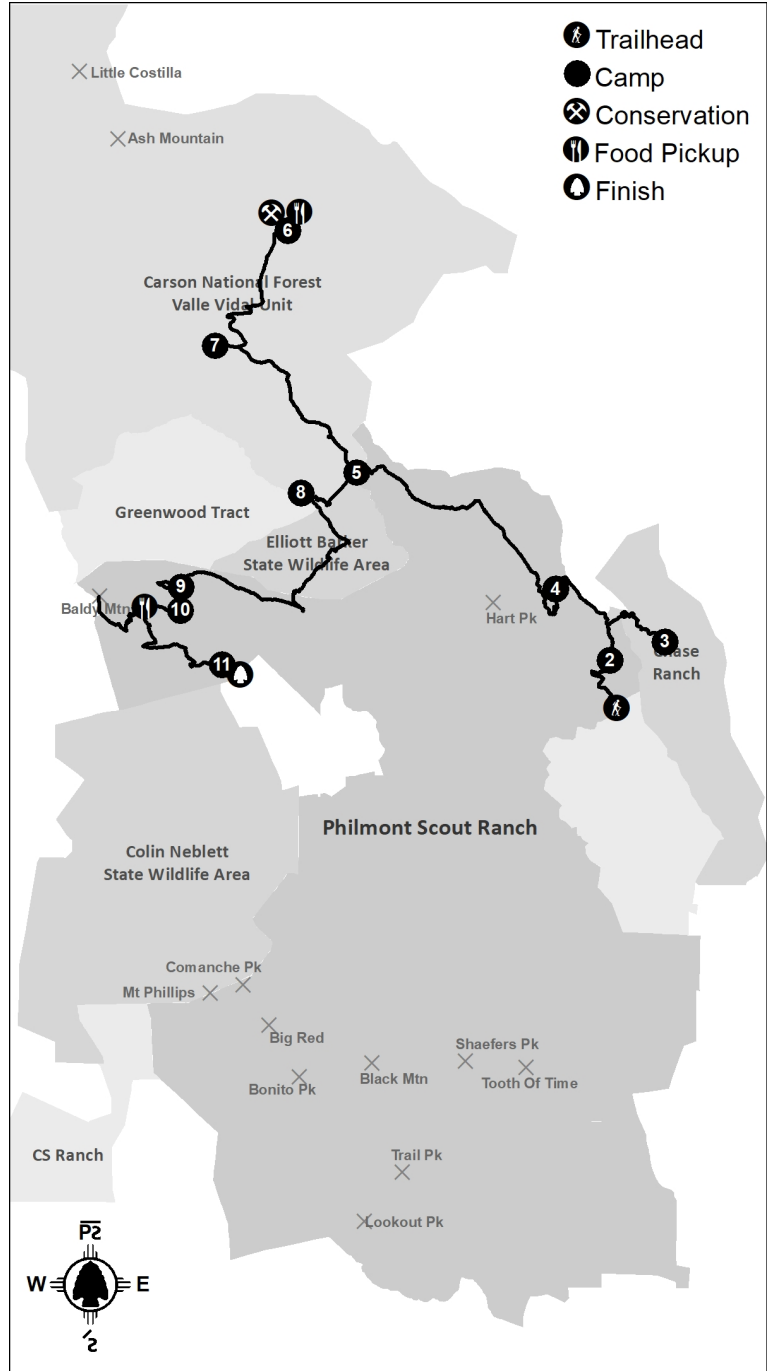 Little Costilla
Ash Mountain
Trailhead
Camp
Conservation
Food Pickup
Finish
6
Carson National Forest
Valle Vidal Unit
7
5
8
Greenwood Tract
Elliott Barker
State Wildlife Area
9
4
Baldy Mtn
10
Hart Pk
3
2
Chase
Ranch
11
Philmont Scout Ranch
Colin Neblett
State Wildlife Area
Comanche Pk
Mt Phillips
Big Red
Shaefers Pk
Black Mtn
Tooth Of Time
Bonito Pk
CS Ranch
Trail Pk
Lookout Pk
W
E